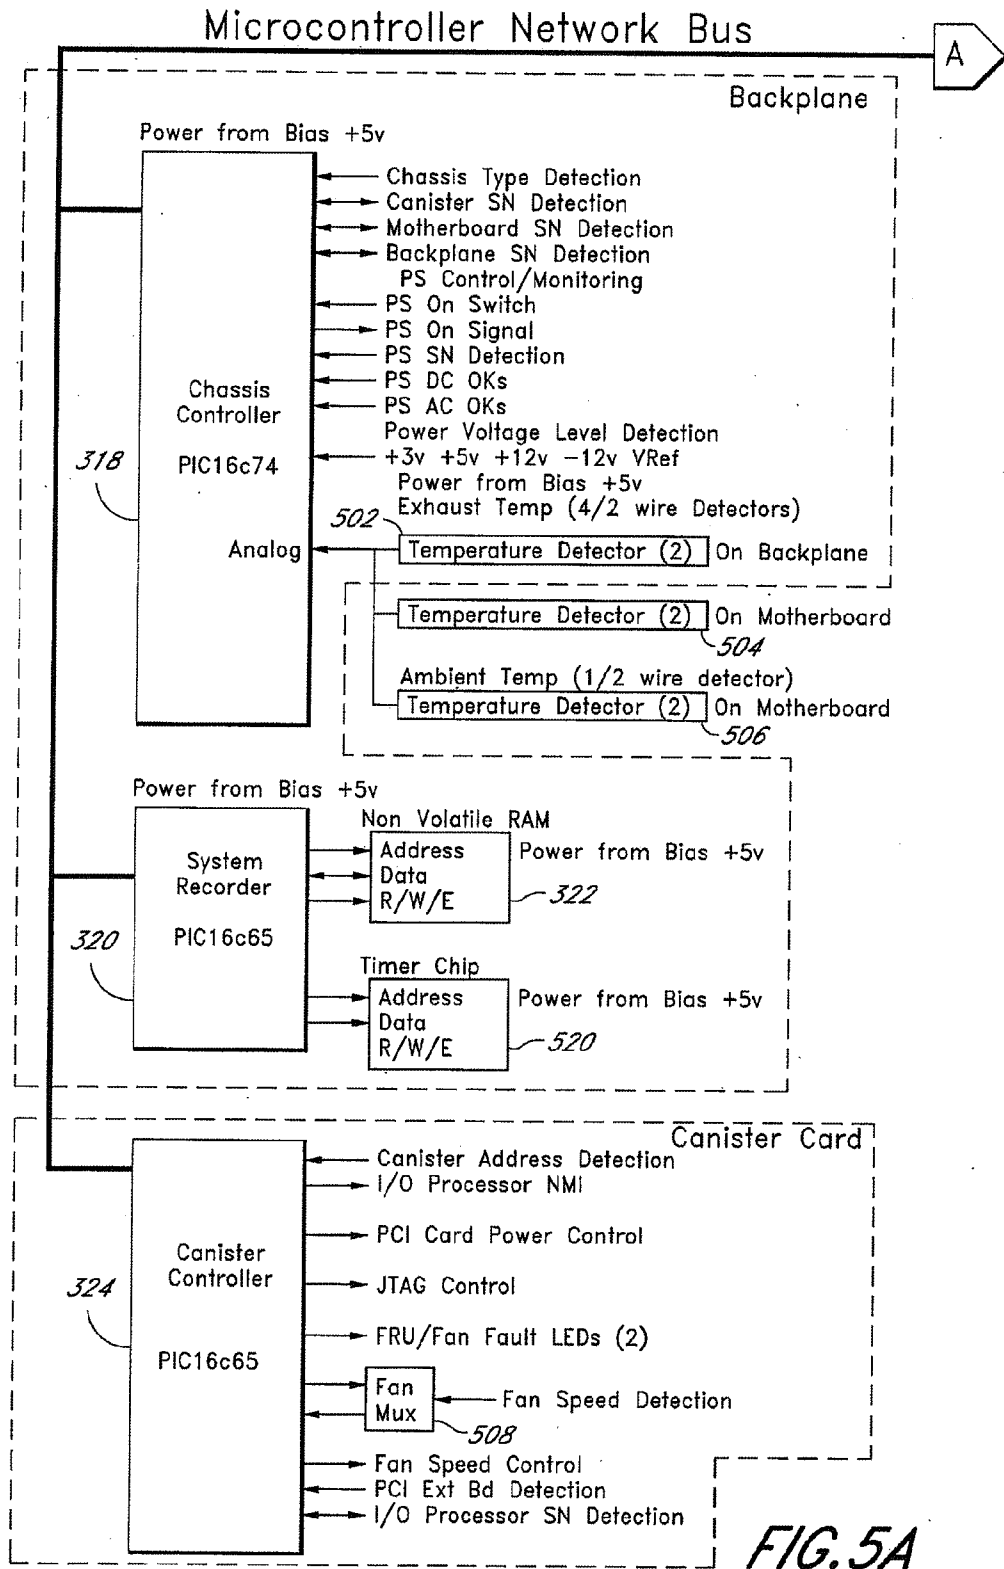 Microcontroller Network Bus
A
Backplane
Power from Bias +5v
Chassis Type Detection
Canister SN Detection
Motherboard SN Detection
Backplane SN Detection
PS Control/Monitoring
PS On Switch
PS On Signal
PS SN Detection
PS DC OKs
PS AC OKs
Power Voltage Level Detection
+3v +5v +12v -12v VRef
Power from Bias +5v
Exhaust Temp (4/2 wire Detectors)
Chassis
Controller
PIC16c74
318
Analog
502
Temperature Detector (2) On Backplane
Temperature Detector (2) On Motherboard
504
Ambient Temp (1/2 wire detector)
Temperature Detector (2) On Motherboard
506
Power from Bias +5v
System
Recorder
PIC16c65
320
Non Volatile RAM
Address
Data
R/W/E
Power from Bias +5v
322
Timer Chip
Address
Data
R/W/E
Power from Bias +5v
520
Canister Card
Canister
Controller
PIC16c65
324
Canister Address Detection
I/O Processor NMI
PCI Card Power Control
JTAG Control
FRU/Fan Fault LEDs (2)
Fan
Mux
Fan Speed Detection
508
Fan Speed Control
PCI Ext Bd Detection
I/O Processor SN Detection
FIG. 5A